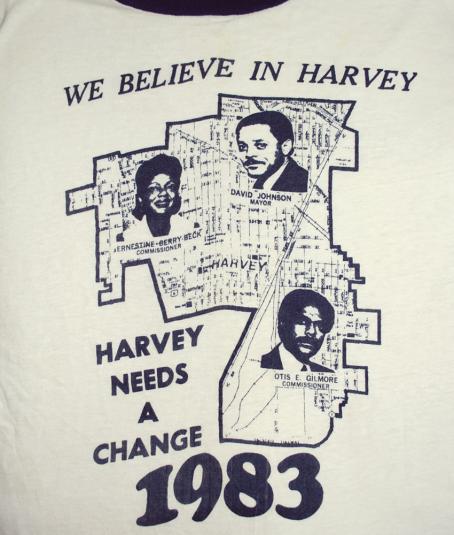 WE BELIEVE IN HARVEY
DAVID JOHNSON
MAYOR
ERNESTINE-BERRY-BECK
COMMISSIONER
HARVEY
OTIS E. GILMORE
COMMISSIONER
HARVEY
NEEDS
A
CHANGE
1983